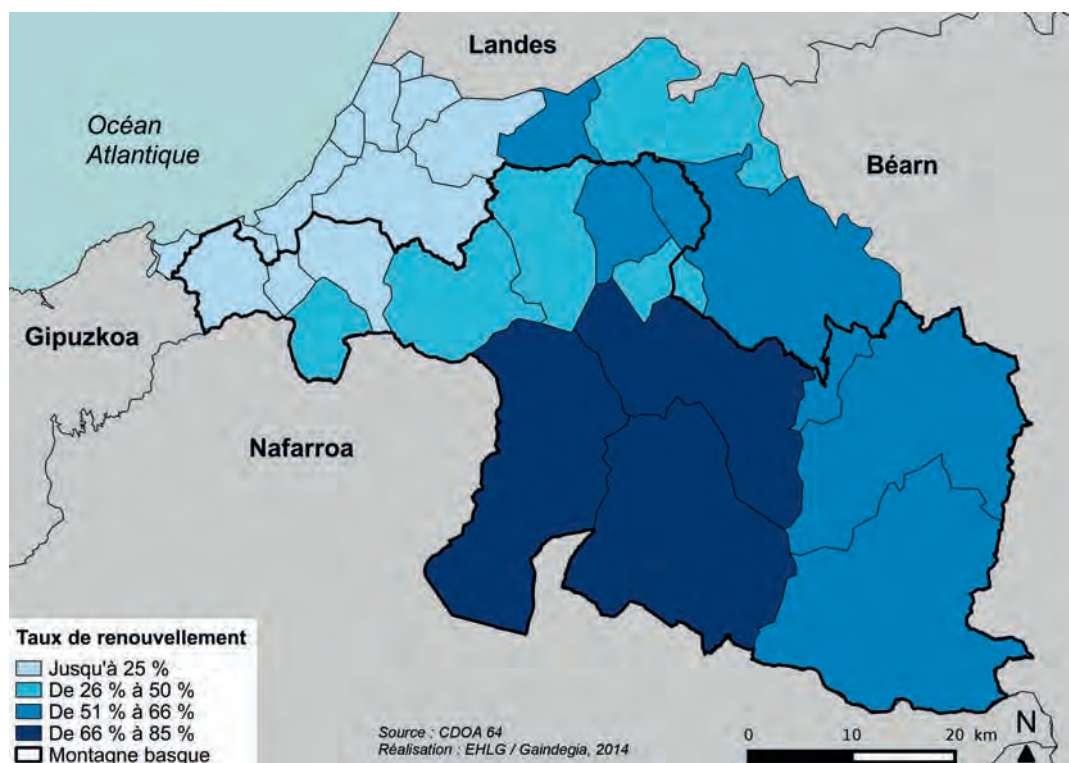 Landes
Océan
Atlantique
Béarn
Gipuzkoa
Nafarroa
Taux de renouvellement
Jusqu'à 25 %
De 26 % à 50 %
De 51 % à 66 %
De 66 % à 85 %
Montagne basque
Source : CDOA 64
Réalisation : EHLG / Gaindegia, 2014
0 10 20 km
N